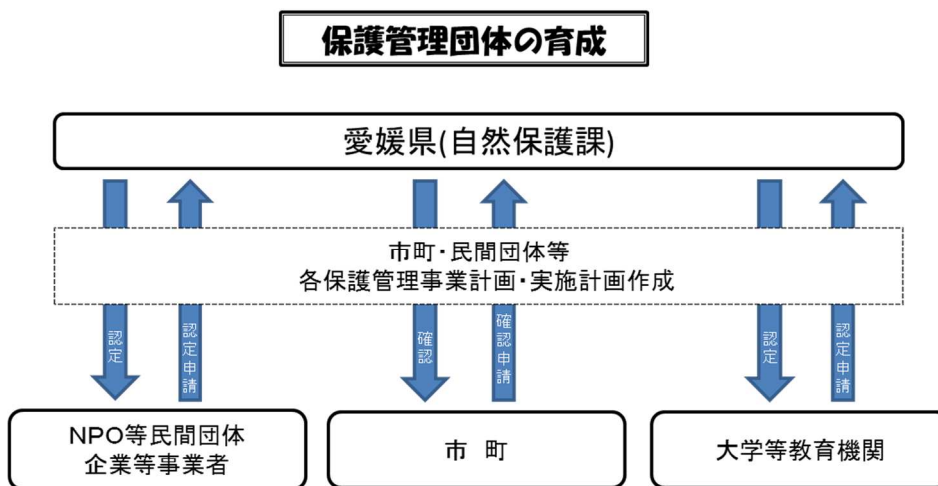 保護管理団体の育成
愛媛県(自然保護課)
市町･民間団体等
各保護管理事業計画･実施計画作成
認定
認定申請
確認
確認申請
認定
認定申請
NPO等民間団体
企業等事業者
市　町
大学等教育機関